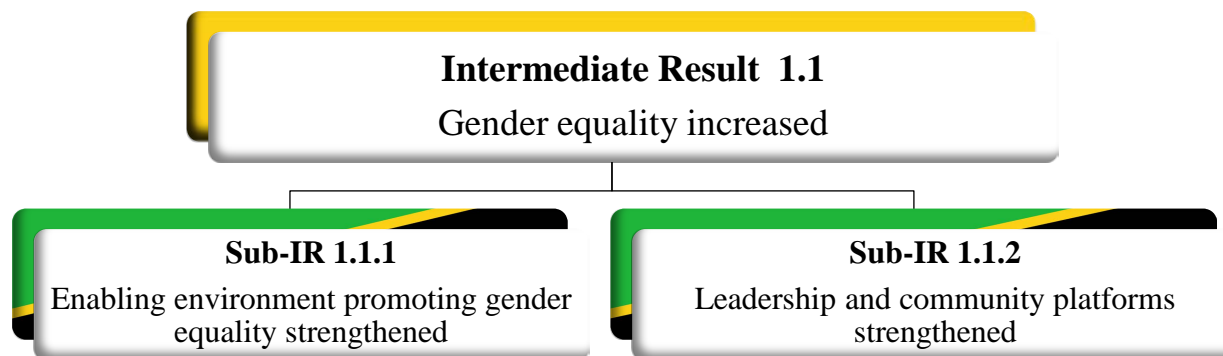 Intermediate Result 1.1
Gender equality increased
Sub-IR 1.1.1
Enabling environment promoting gender
equality strengthened
Sub-IR 1.1.2
Leadership and community platforms
strengthened